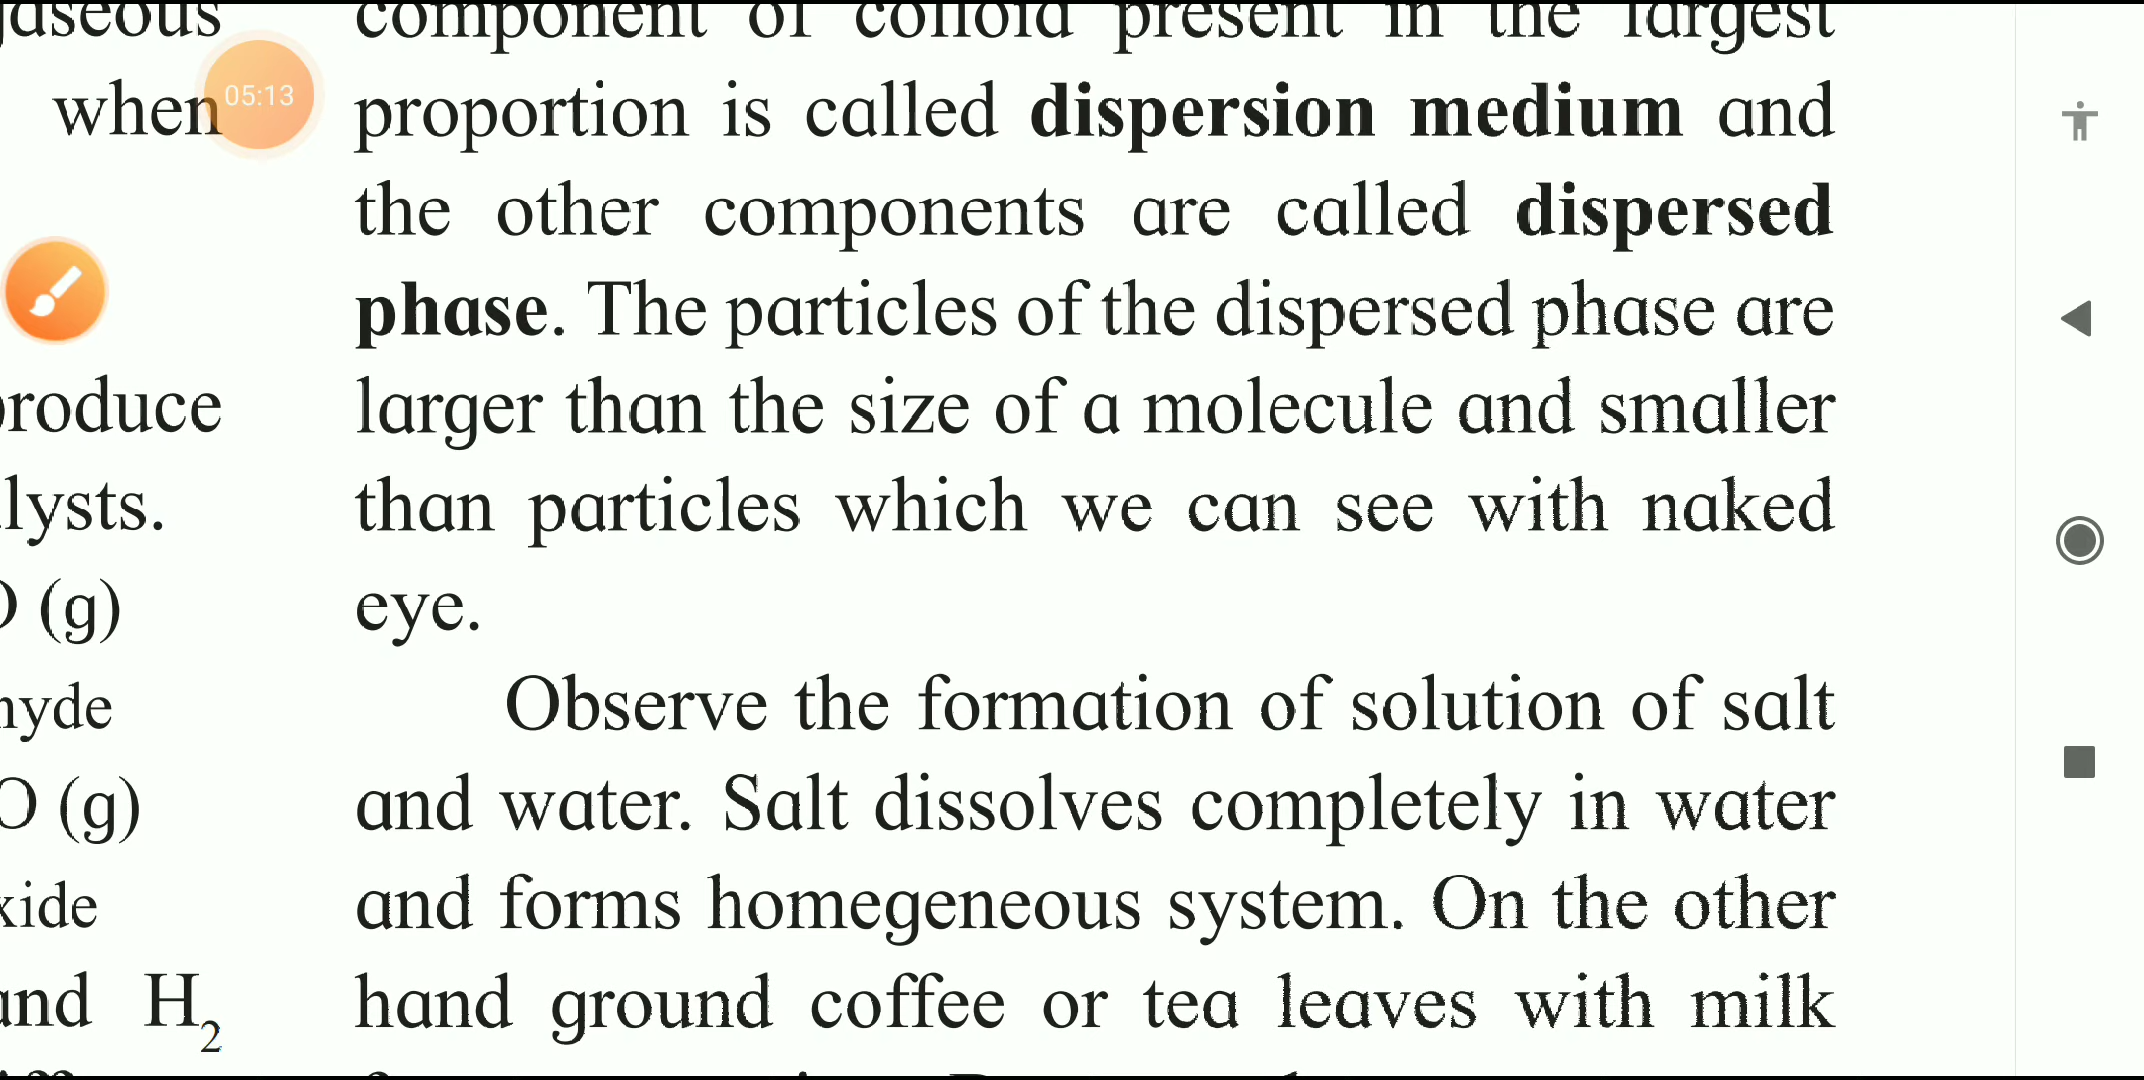 gaseous
when
produce
lysts.
(g)
hyde
O (g)
xide
and H₂
component of colloid present in the largest
proportion is called dispersion medium and
the other components are called dispersed
phase. The particles of the dispersed phase are
larger than the size of a molecule and smaller
than particles which we can see with naked
eye.
Observe the formation of solution of salt
and water. Salt dissolves completely in water
and forms homegeneous system. On the other
hand ground coffee or tea leaves with milk
05:13